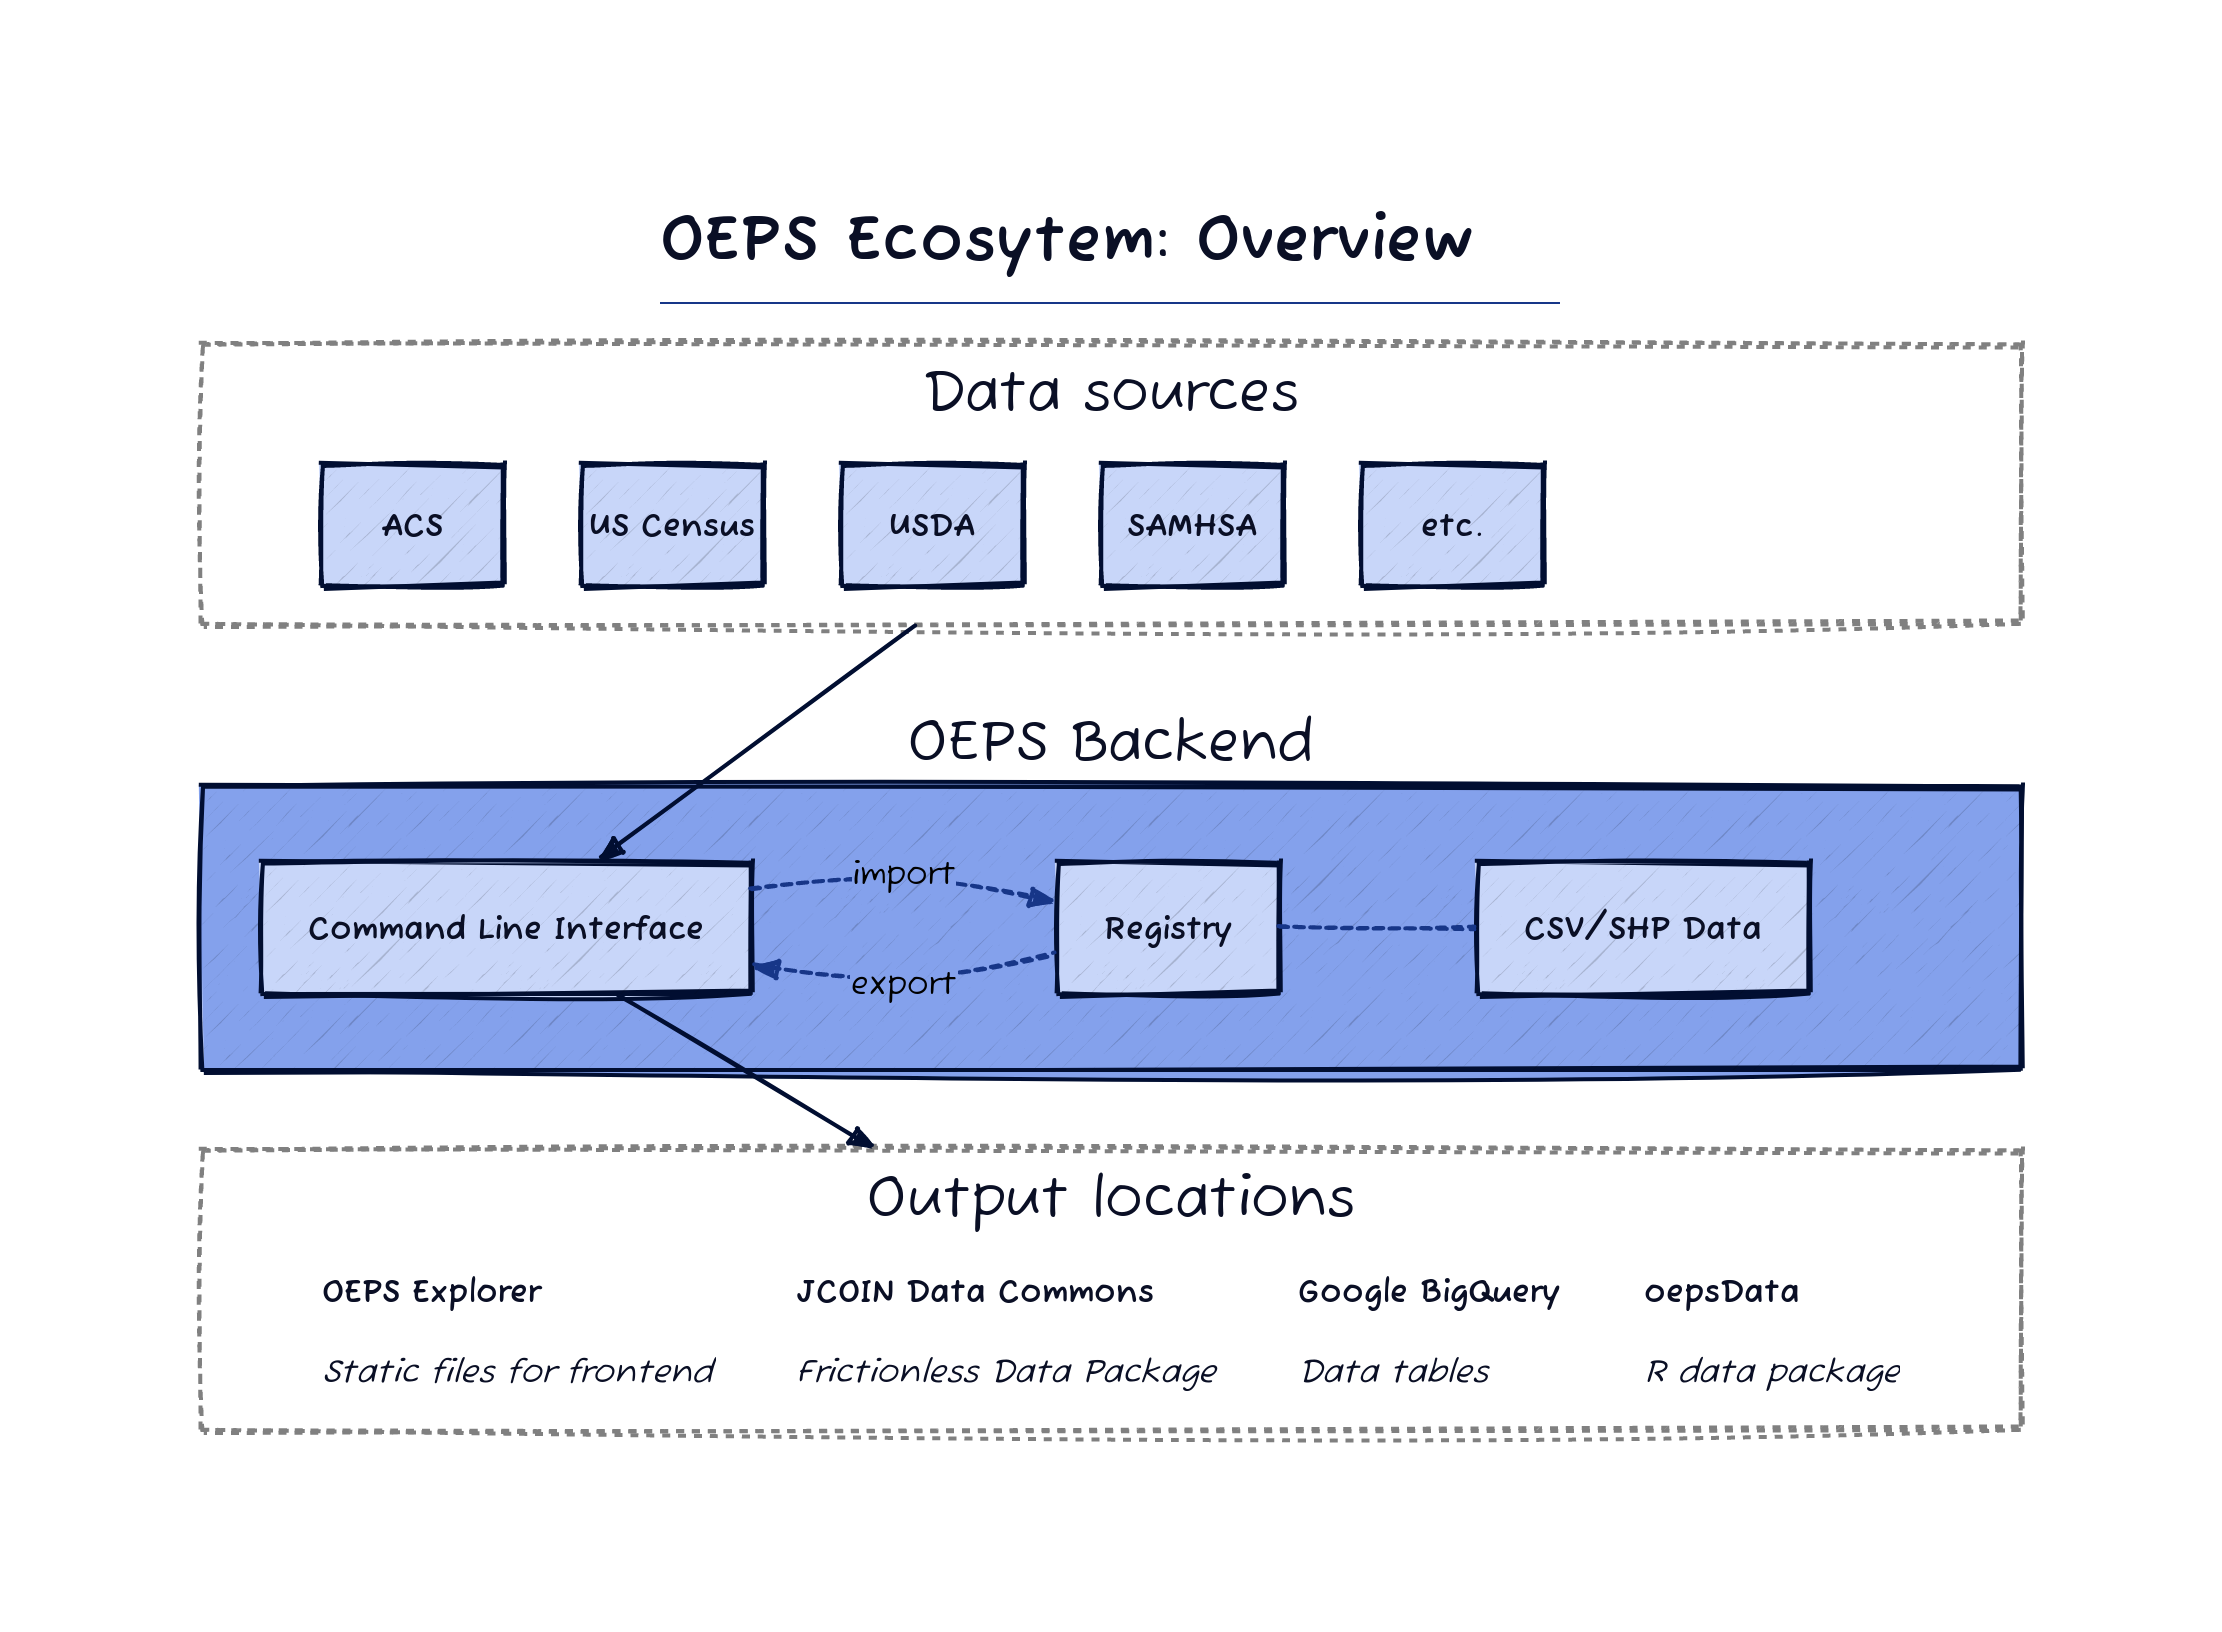 OEPS Ecosytem: Overview
Data sources
ACS
US Census
USDA
SAMHSA
etc.
OEPS Backend
Command Line Interface
import
export
Registry
CSV/SHP Data
Output locations
OEPS Explorer
JCOIN Data Commons
Google BigQuery
oepsData
Static files for frontend
Frictionless Data Package
Data tables
R data package